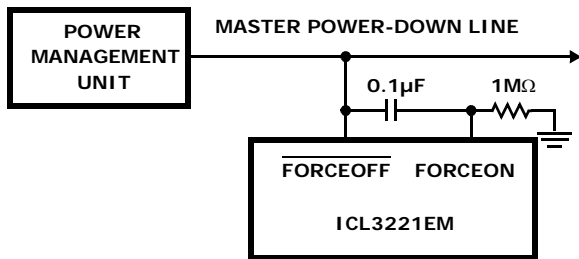 POWER
MANAGEMENT
UNIT
MASTER POWER-DOWN LINE
0.1µF
1MΩ
FORCEOFF FORCEON
ICL3221EM